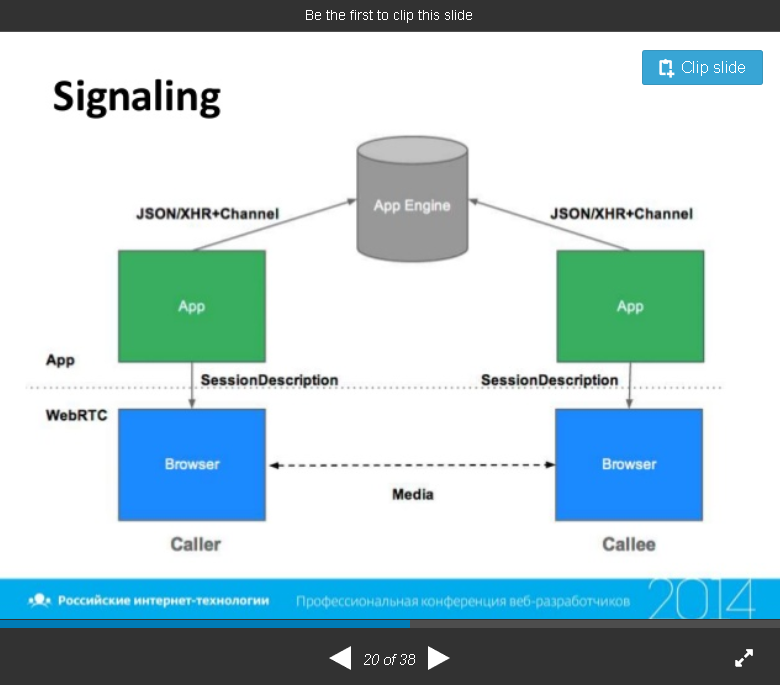 Be the first to clip this slide
Clip slide
Signaling
App Engine
JSON/XHR+Channel
JSON/XHR+Channel
App
App
App
SessionDescription
SessionDescription
WebRTC
Browser
Browser
Media
Caller
Callee
Российские интернет-технологии
Профессиональная конференция веб-разработчиков
2014
20 of 38